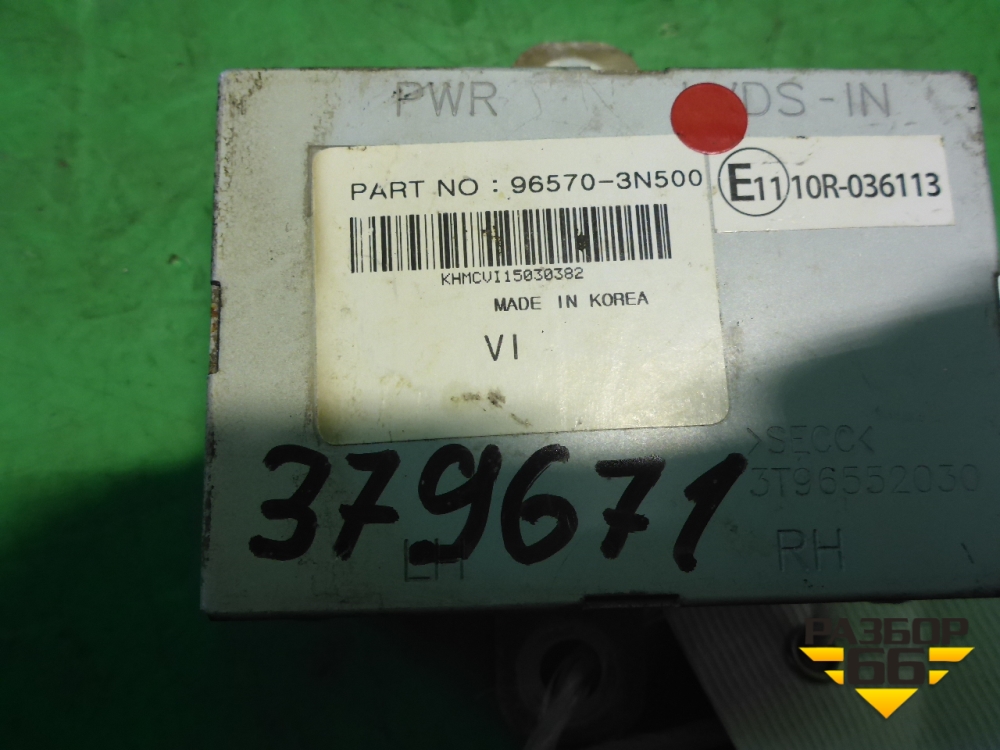 PWR
DS-IN
PART NO : 96570-3N500
E11 10R-036113
KHMCVI15030382
MADE IN KOREA
VI
>SECC<
3T96552030
379671
LH
RH
РАЗБОР
66